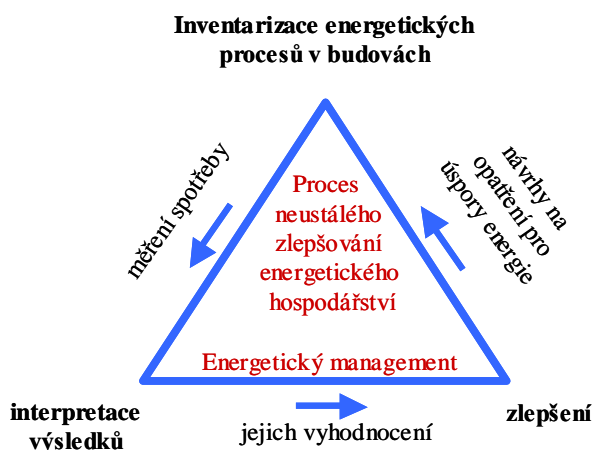 Inventarizace energetických
procesů v budovách
měření spotřeby
návrhy na
opatření pro
úspory energie
Proces
neustálého
zlepšování
energetického
hospodářství
Energetický management
interpretace
výsledků
jejich vyhodnocení
zlepšení